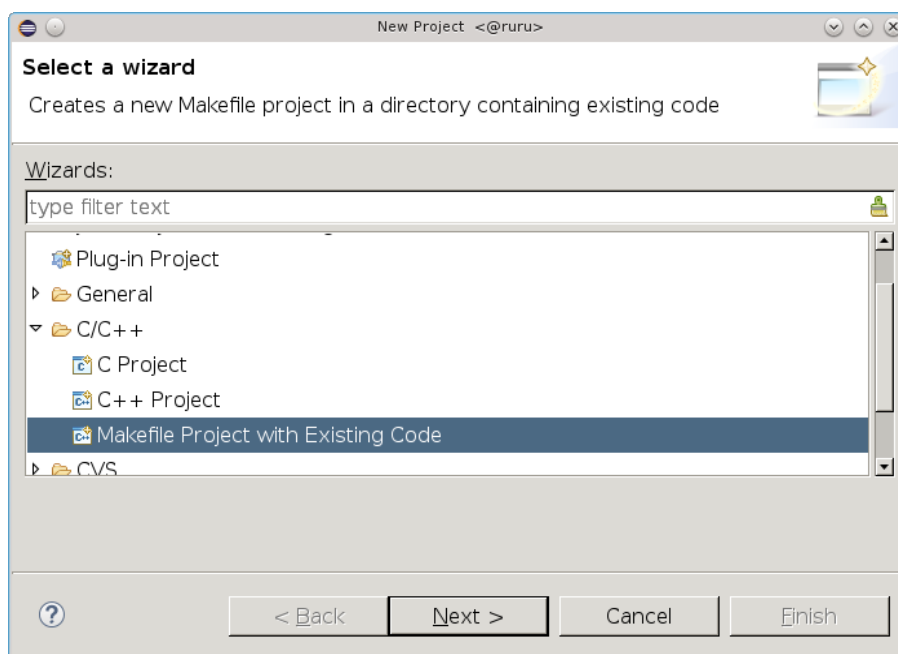 New Project <@ruru>
Select a wizard
Creates a new Makefile project in a directory containing existing code
Wizards:
type filter text
Plug-in Project
General
C/C++
C Project
C++ Project
Makefile Project with Existing Code
CVS
?
< Back
Next >
Cancel
Finish